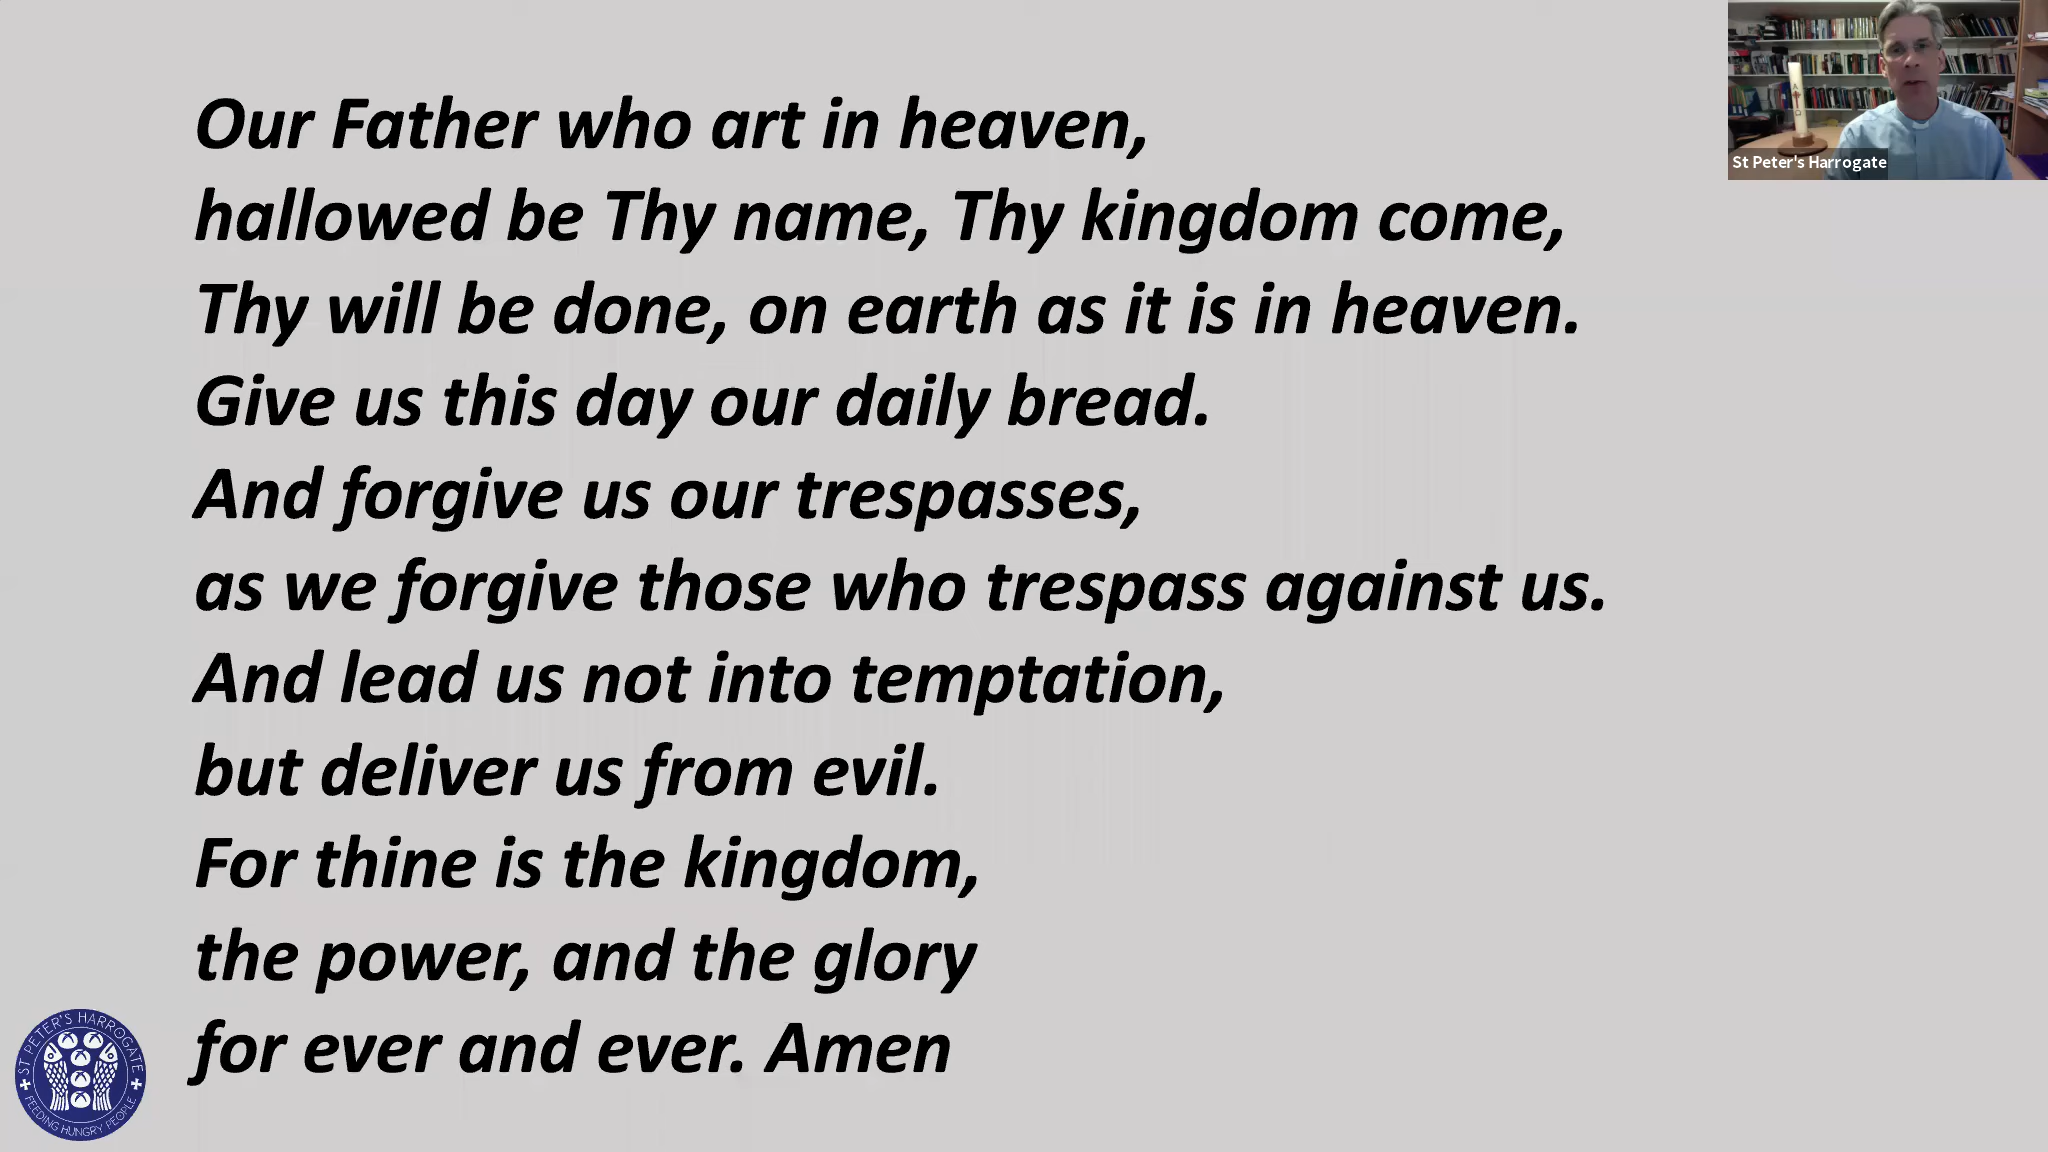 Our Father who art in heaven,
hallowed be Thy name, Thy kingdom come,
Thy will be done, on earth as it is in heaven.
Give us this day our daily bread.
And forgive us our trespasses,
as we forgive those who trespass against us.
And lead us not into temptation,
but deliver us from evil.
For thine is the kingdom,
the power, and the glory
for ever and ever. Amen
St Peter's Harrogate
ST PETER'S HARROGATE
FEEDING HUNGRY PEOPLE